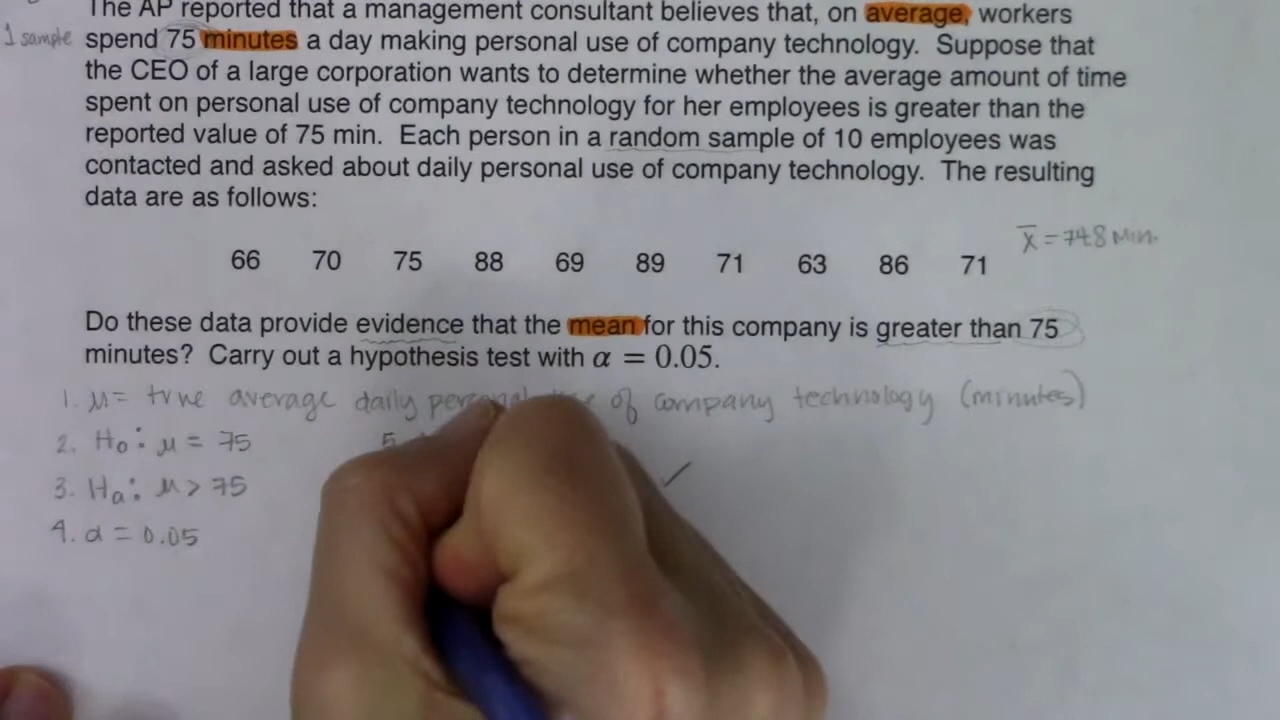 The AP reported that a management consultant believes that, on average, workers
1 sample
spend 75 minutes a day making personal use of company technology. Suppose that
the CEO of a large corporation wants to determine whether the average amount of time
spent on personal use of company technology for her employees is greater than the
reported value of 75 min. Each person in a random sample of 10 employees was
contacted and asked about daily personal use of company technology. The resulting
data are as follows:
66 70 75 88 69 89 71 63 86 71
x̄ = 74.8 min.
Do these data provide evidence that the mean for this company is greater than 75
minutes? Carry out a hypothesis test with α = 0.05.
1. μ = true average daily personal of company technology (minutes)
2. H₀: μ = 75
5.
3. Hₐ: μ > 75 ✓
4. α = 0.05